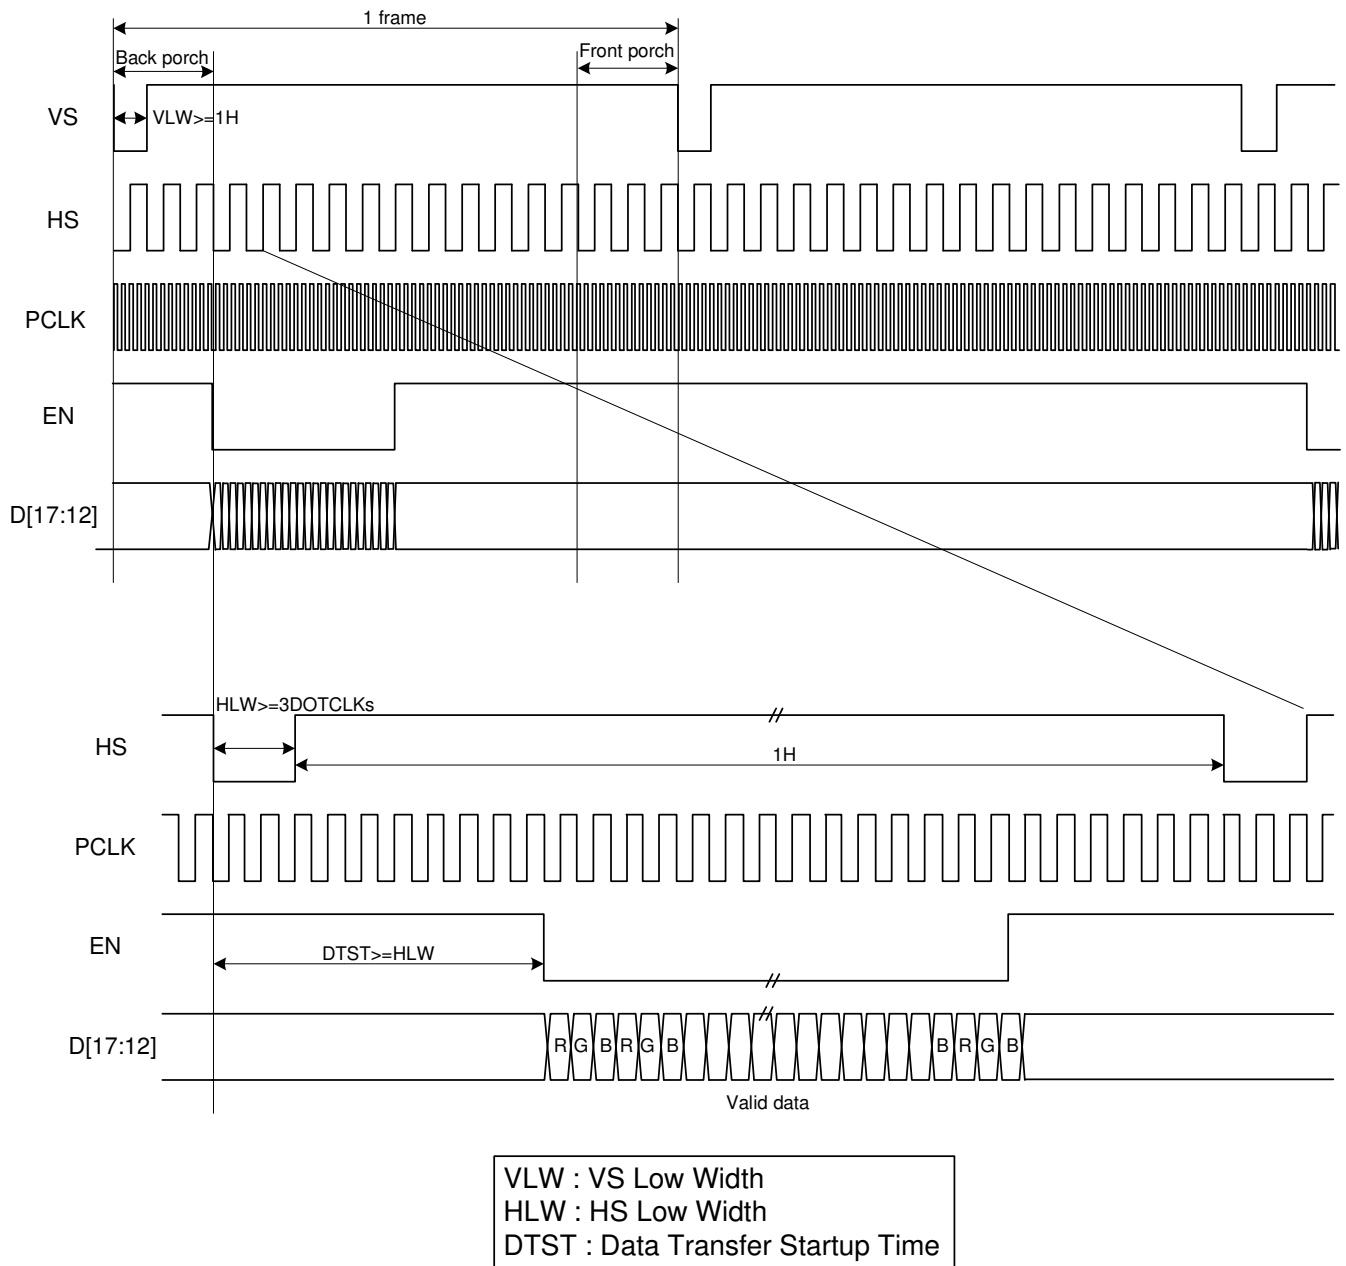 1 frame
Back porch
Front porch
VS
VLW>=1H
HS
PCLK
EN
D[17:12]
HLW>=3DOTCLKs
HS
1H
PCLK
EN
DTST>=HLW
D[17:12]
R G B R G B B R G B
Valid data
VLW : VS Low Width
HLW : HS Low Width
DTST : Data Transfer Startup Time